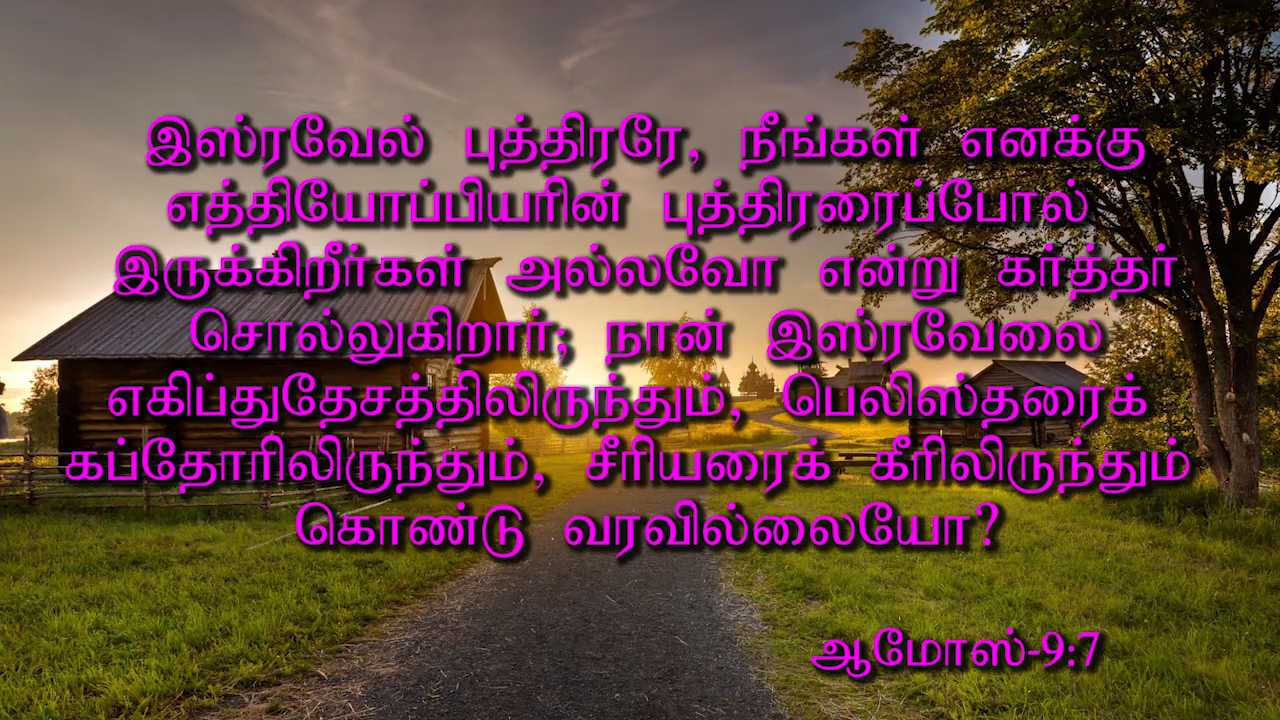 இஸ்ரவேல் புத்திரரே, நீங்கள் எனக்கு
எத்தியோப்பியரின் புத்திரரைப்போல்
இருக்கிறீர்கள் அல்லவோ என்று கர்த்தர்
சொல்லுகிறார்; நான் இஸ்ரவேலை
எகிப்துதேசத்திலிருந்தும், பெலிஸ்தரைக்
கப்தோரிலிருந்தும், சீரியரைக் கீரிலிருந்தும்
கொண்டு வரவில்லையோ?
ஆமோஸ்-9:7